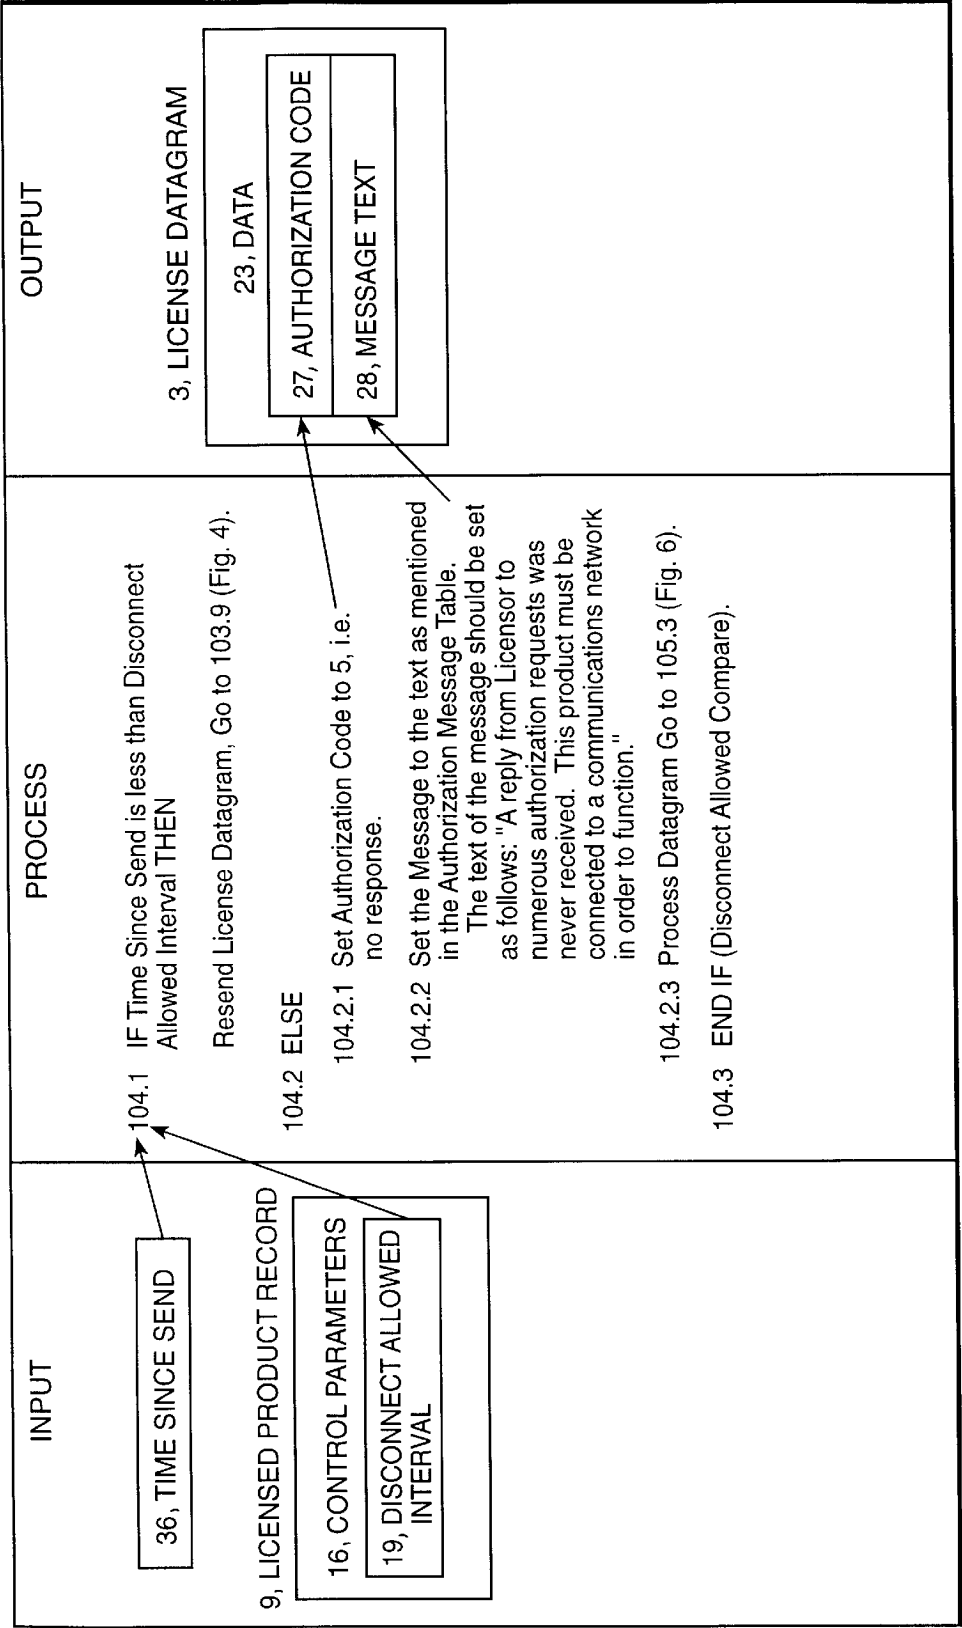 INPUT
36, TIME SINCE SEND
9, LICENSED PRODUCT RECORD
16, CONTROL PARAMETERS
19, DISCONNECT ALLOWED
INTERVAL
PROCESS
104.1 IF Time Since Send is less than Disconnect
Allowed Interval THEN
Resend License Datagram, Go to 103.9 (Fig. 4).
104.2 ELSE
104.2.1 Set Authorization Code to 5, i.e.
no response.
104.2.2 Set the Message to the text as mentioned
in the Authorization Message Table.
The text of the message should be set
as follows: "A reply from Licensor to
numerous authorization requests was
never received. This product must be
connected to a communications network
in order to function."
104.2.3 Process Datagram Go to 105.3 (Fig. 6).
104.3 END IF (Disconnect Allowed Compare).
OUTPUT
3, LICENSE DATAGRAM
23, DATA
27, AUTHORIZATION CODE
28, MESSAGE TEXT